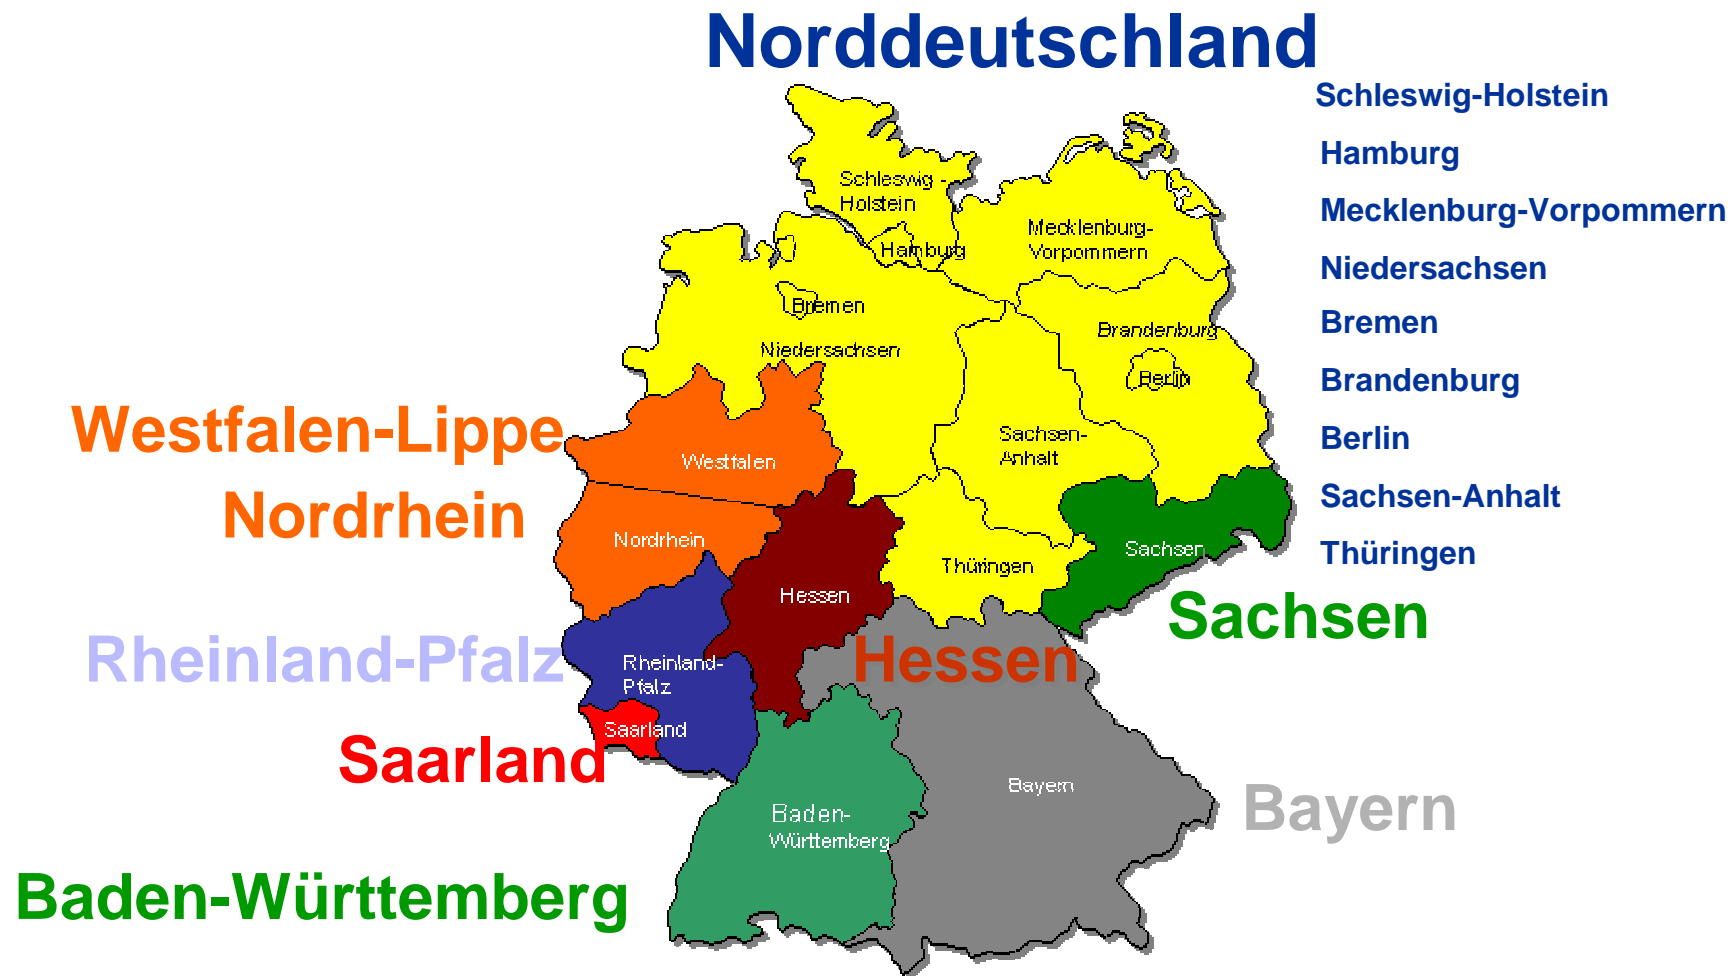 Norddeutschland
Schleswig-Holstein
Hamburg
Mecklenburg-Vorpommern
Niedersachsen
Bremen
Brandenburg
Berlin
Sachsen-Anhalt
Thüringen
Schleswig -
Holstein
Hamburg
Mecklenburg-
Vorpommern
Bremen
Niedersachsen
Brandenburg
Berlin
Sachsen-
Anhalt
Westfalen
Nordrhein
Thüringen
Sachsen
Hessen
Rheinland-
Pfalz
Saarland
Bayern
Baden-
Württemberg
Westfalen-Lippe
Nordrhein
Rheinland-Pfalz
Hessen
Sachsen
Saarland
Bayern
Baden-Württemberg